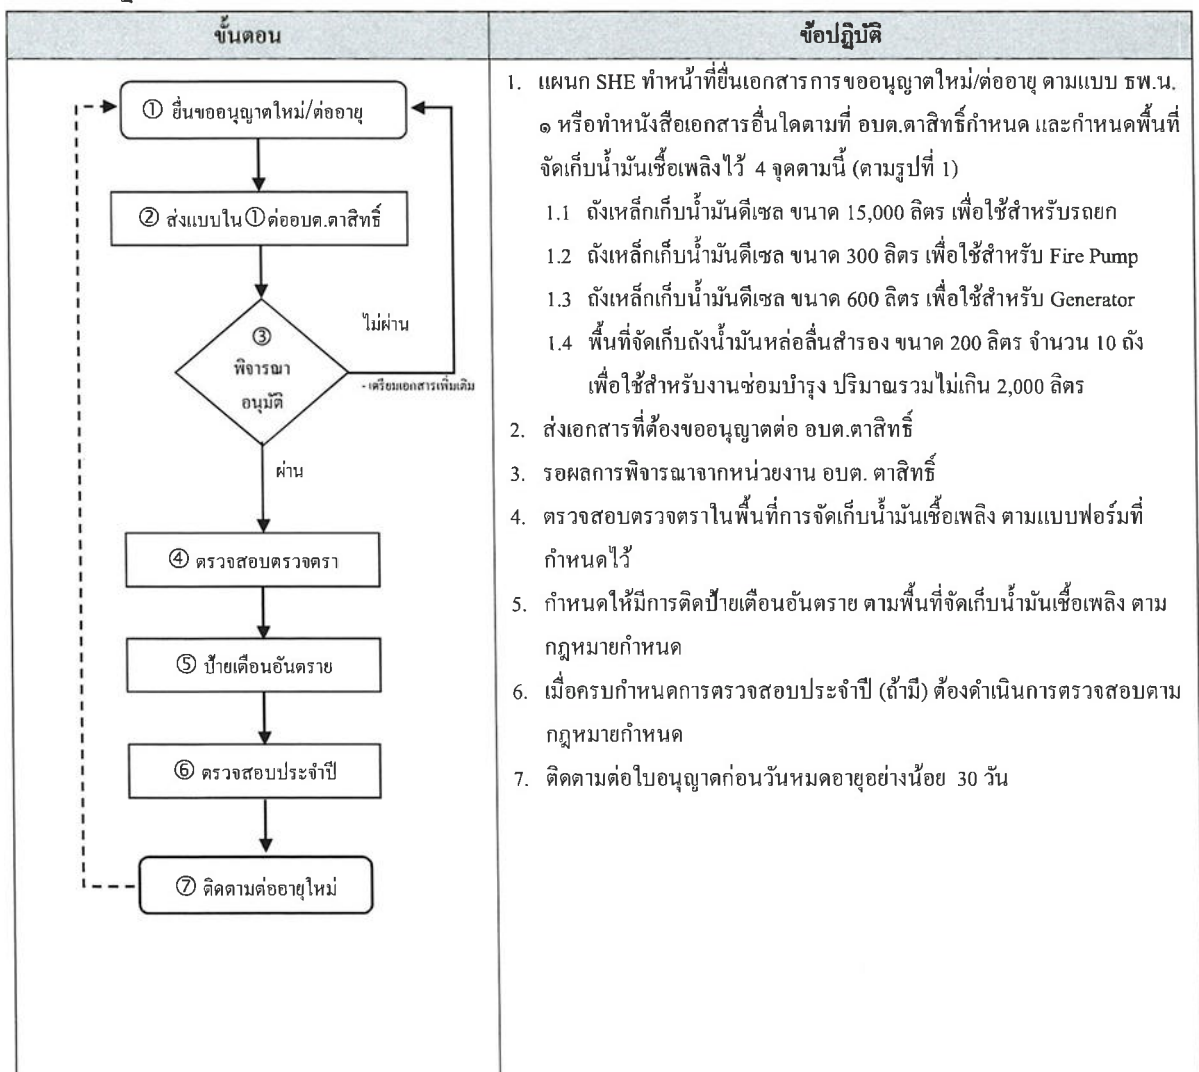 ขั้นตอน
ข้อปฏิบัติ
① ยื่นขออนุญาตใหม่/ต่ออายุ
② ส่งแบบใน①ต่ออบต.ตาสิทธิ์
③
พิจารณา
อนุมัติ
ไม่ผ่าน
- เตรียมเอกสารเพิ่มเติม
ผ่าน
④ ตรวจสอบตรวจตรา
⑤ ป้ายเตือนอันตราย
⑥ ตรวจสอบประจำปี
⑦ ติดตามต่ออายุใหม่
1. แผนก SHE ทำหน้าที่ยื่นเอกสารการขออนุญาตใหม่/ต่ออายุ ตามแบบ ธพ.น.
๑ หรือทำหนังสือเอกสารอื่นใดตามที่ อบต.ตาสิทธิ์กำหนด และกำหนดพื้นที่
จัดเก็บน้ำมันเชื้อเพลิงไว้ 4 จุดตามนี้ (ตามรูปที่ 1)
1.1 ถังเหล็กเก็บน้ำมันดีเซล ขนาด 15,000 ลิตร เพื่อใช้สำหรับรถยก
1.2 ถังเหล็กเก็บน้ำมันดีเซล ขนาด 300 ลิตร เพื่อใช้สำหรับ Fire Pump
1.3 ถังเหล็กเก็บน้ำมันดีเซล ขนาด 600 ลิตร เพื่อใช้สำหรับ Generator
1.4 พื้นที่จัดเก็บถังน้ำมันหล่อลื่นสำรอง ขนาด 200 ลิตร จำนวน 10 ถัง
เพื่อใช้สำหรับงานซ่อมบำรุง ปริมาณรวมไม่เกิน 2,000 ลิตร
2. ส่งเอกสารที่ต้องขออนุญาตต่อ อบต.ตาสิทธิ์
3. รอผลการพิจารณาจากหน่วยงาน อบต. ตาสิทธิ์
4. ตรวจสอบตรวจตราในพื้นที่การจัดเก็บน้ำมันเชื้อเพลิง ตามแบบฟอร์มที่
กำหนดไว้
5. กำหนดให้มีการติดป้ายเตือนอันตราย ตามพื้นที่จัดเก็บน้ำมันเชื้อเพลิง ตาม
กฎหมายกำหนด
6. เมื่อครบกำหนดการตรวจสอบประจำปี (ถ้ามี) ต้องดำเนินการตรวจสอบตาม
กฎหมายกำหนด
7. ติดตามต่อใบอนุญาตก่อนวันหมดอายุอย่างน้อย 30 วัน